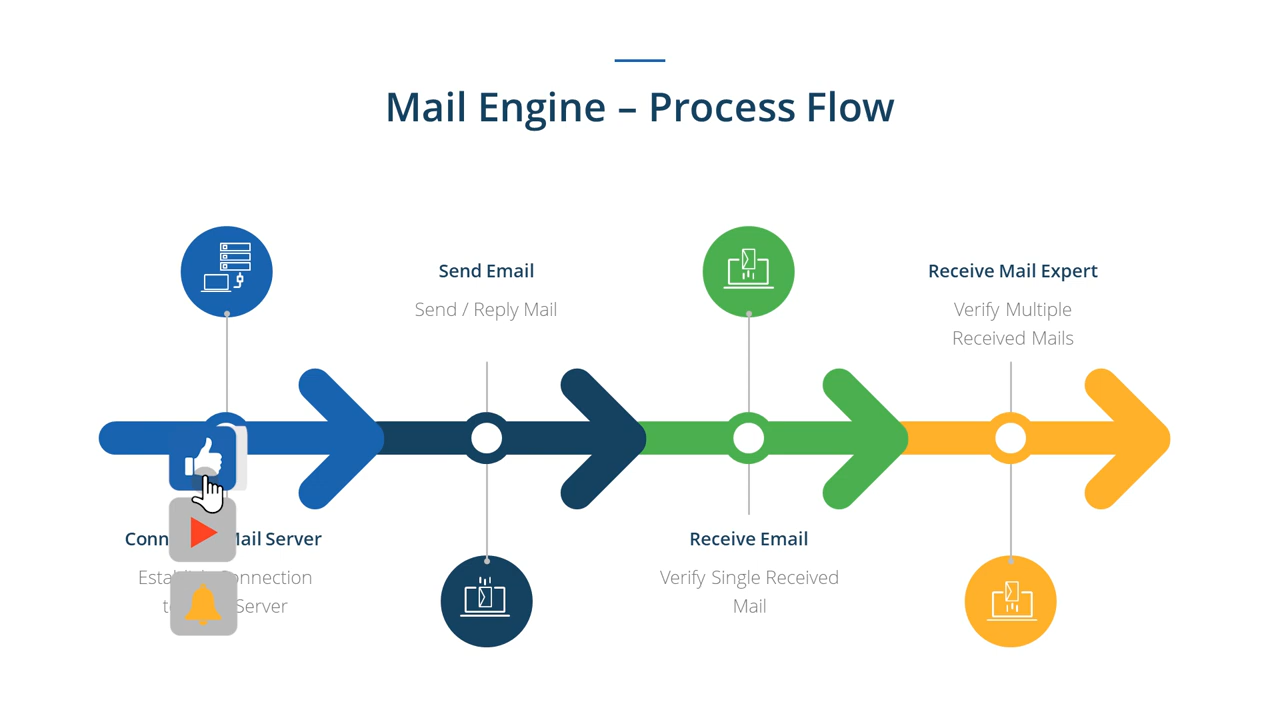 Mail Engine – Process Flow
Send Email
Send / Reply Mail
Receive Mail Expert
Verify Multiple
Received Mails
Mail Server
Receive Email
Verify Single Received
Mail
Connection
Server